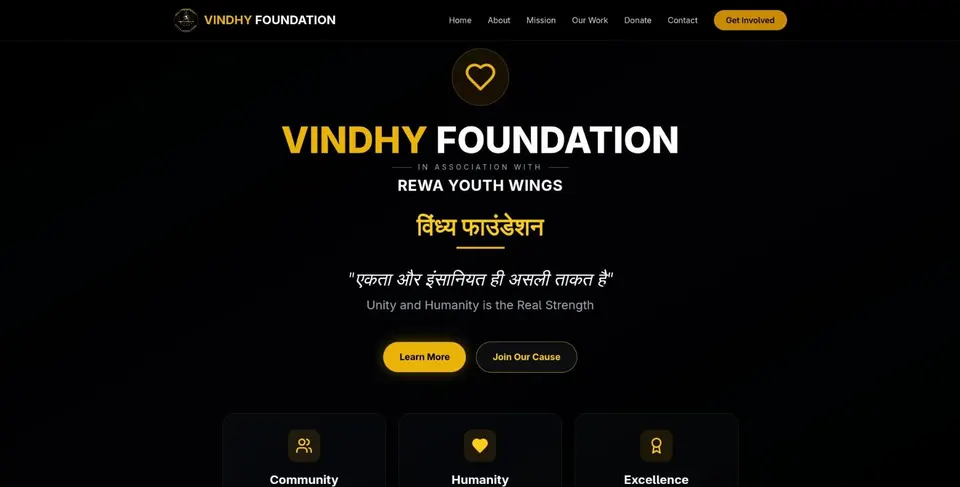 VINDHY FOUNDATION
Home About Mission Our Work Donate Contact Get Involved
VINDHY FOUNDATION
IN ASSOCIATION WITH
REWA YOUTH WINGS
विंध्य फाउंडेशन
"एकता और इंसानियत ही असली ताकत है"
Unity and Humanity is the Real Strength
Learn More Join Our Cause
Community Humanity Excellence